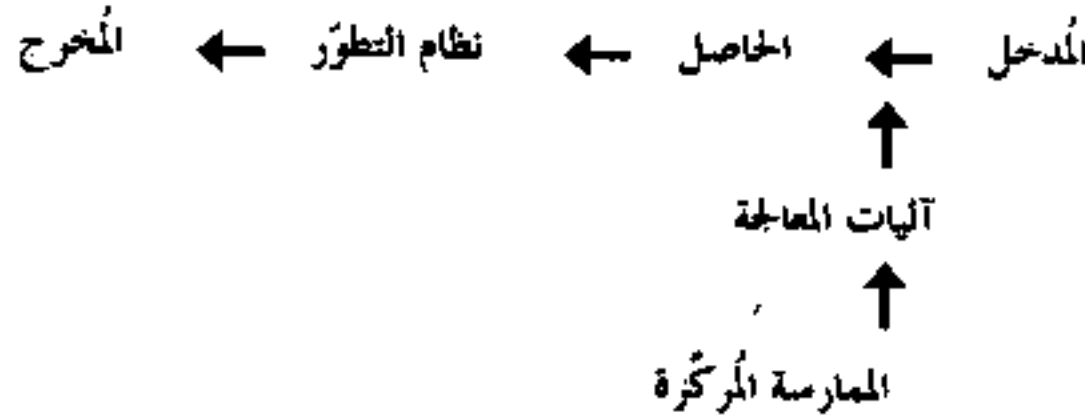 المُدخل ← الحاصل ← نظام التطوّر ← المُخرج
↑
آليات المعالجة
↑
الممارسة المُركّزة